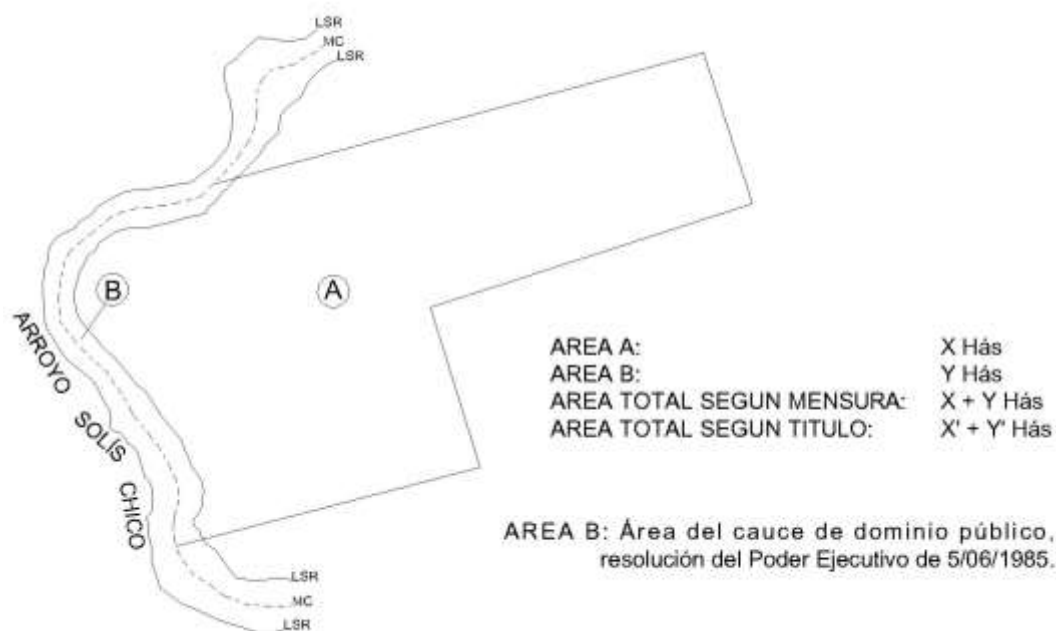 LSR
MC
LSR
B
A
ARROYO SOLÍS CHICO
AREA A: X Hás
AREA B: Y Hás
AREA TOTAL SEGUN MENSURA: X + Y Hás
AREA TOTAL SEGUN TITULO: X' + Y' Hás
AREA B: Área del cauce de dominio público,
resolución del Poder Ejecutivo de 5/06/1985.
LSR
MC
LSR